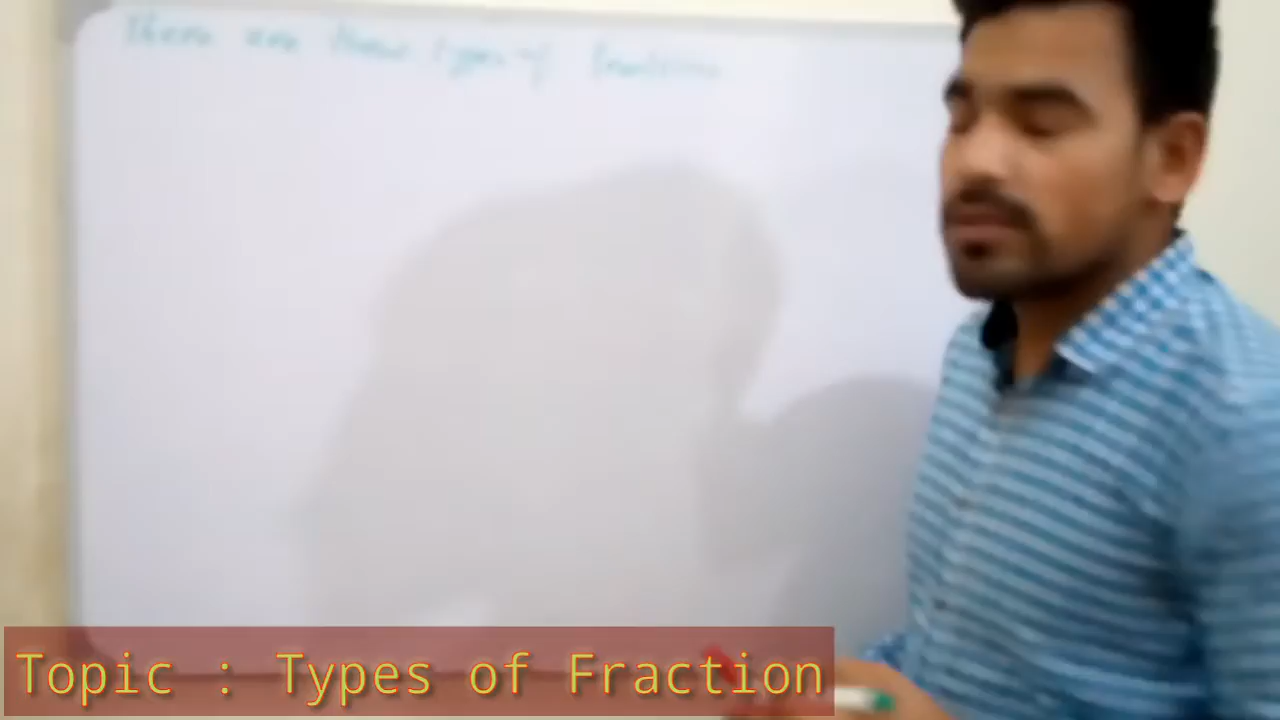 There are three types of fraction
Topic : Types of Fraction